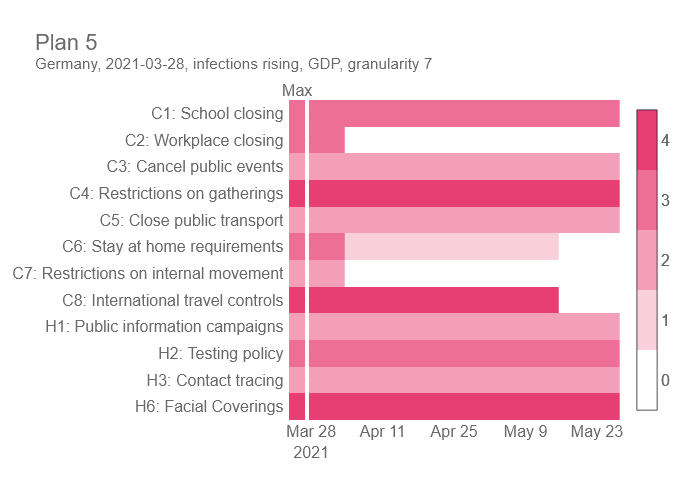 Plan 5
Germany, 2021-03-28, infections rising, GDP, granularity 7
Max
C1: School closing
C2: Workplace closing
C3: Cancel public events
C4: Restrictions on gatherings
C5: Close public transport
C6: Stay at home requirements
C7: Restrictions on internal movement
C8: International travel controls
H1: Public information campaigns
H2: Testing policy
H3: Contact tracing
H6: Facial Coverings
Mar 28 Apr 11 Apr 25 May 9 May 23
2021
4
3
2
1
0